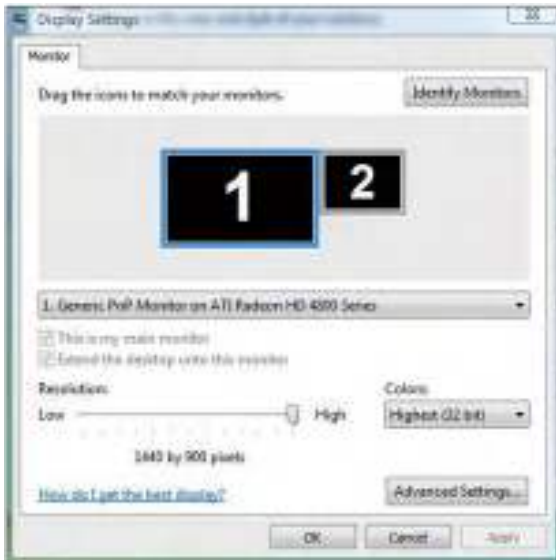 Display Settings
Monitor
Drag the icons to match your monitors.
Identify Monitors
1
2
1. Generic PnP Monitor on ATI Radeon HD 4800 Series
This is my main monitor
Extend the desktop onto this monitor
Resolution:
Colors:
Low
High
Highest (32 bit)
1440 by 900 pixels
How do I get the best display?
Advanced Settings...
OK
Cancel
Apply